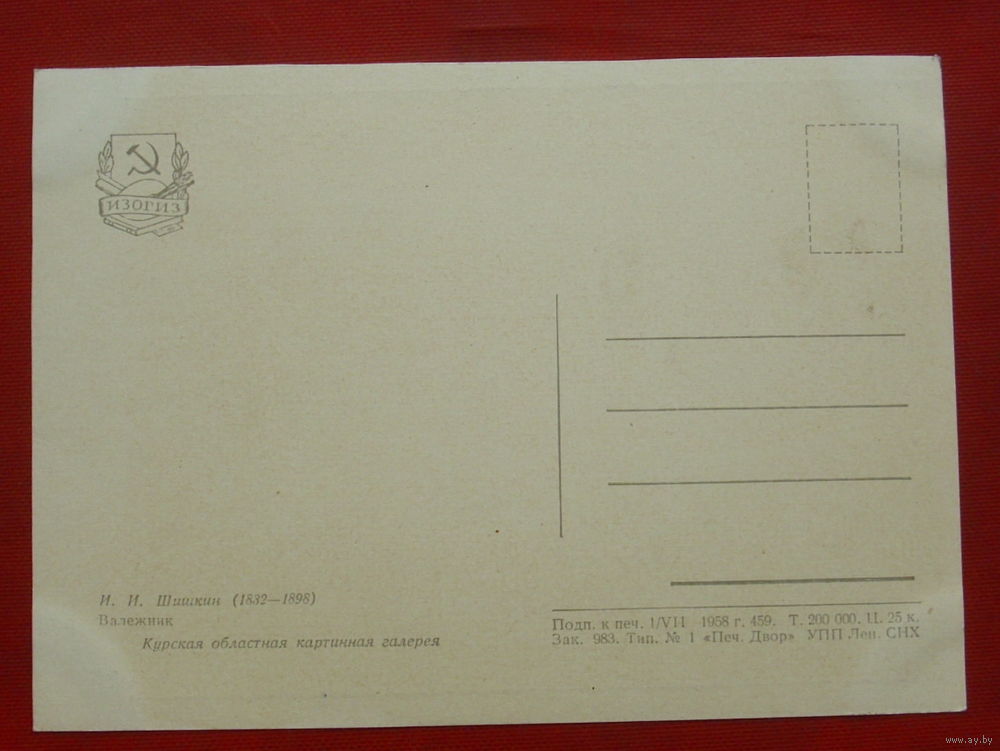 ИЗОГИЗ
И. И. Шишкин (1832—1898)
Валежник
Курская областная картинная галерея
Подп. к печ. 1/VII 1958 г. 459. Т. 200 000. Ц. 25 к.
Зак. 983. Тип. № 1 «Печ. Двор» УПП Лен. СНХ
www.ay.by